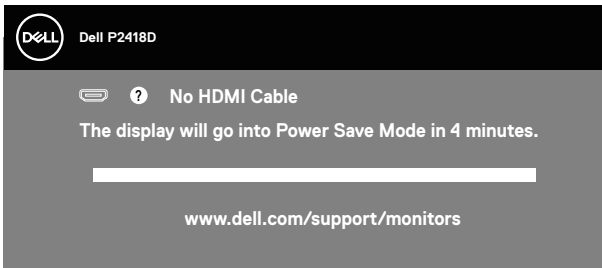 DELL
Dell P2418D
? No HDMI Cable
The display will go into Power Save Mode in 4 minutes.
www.dell.com/support/monitors